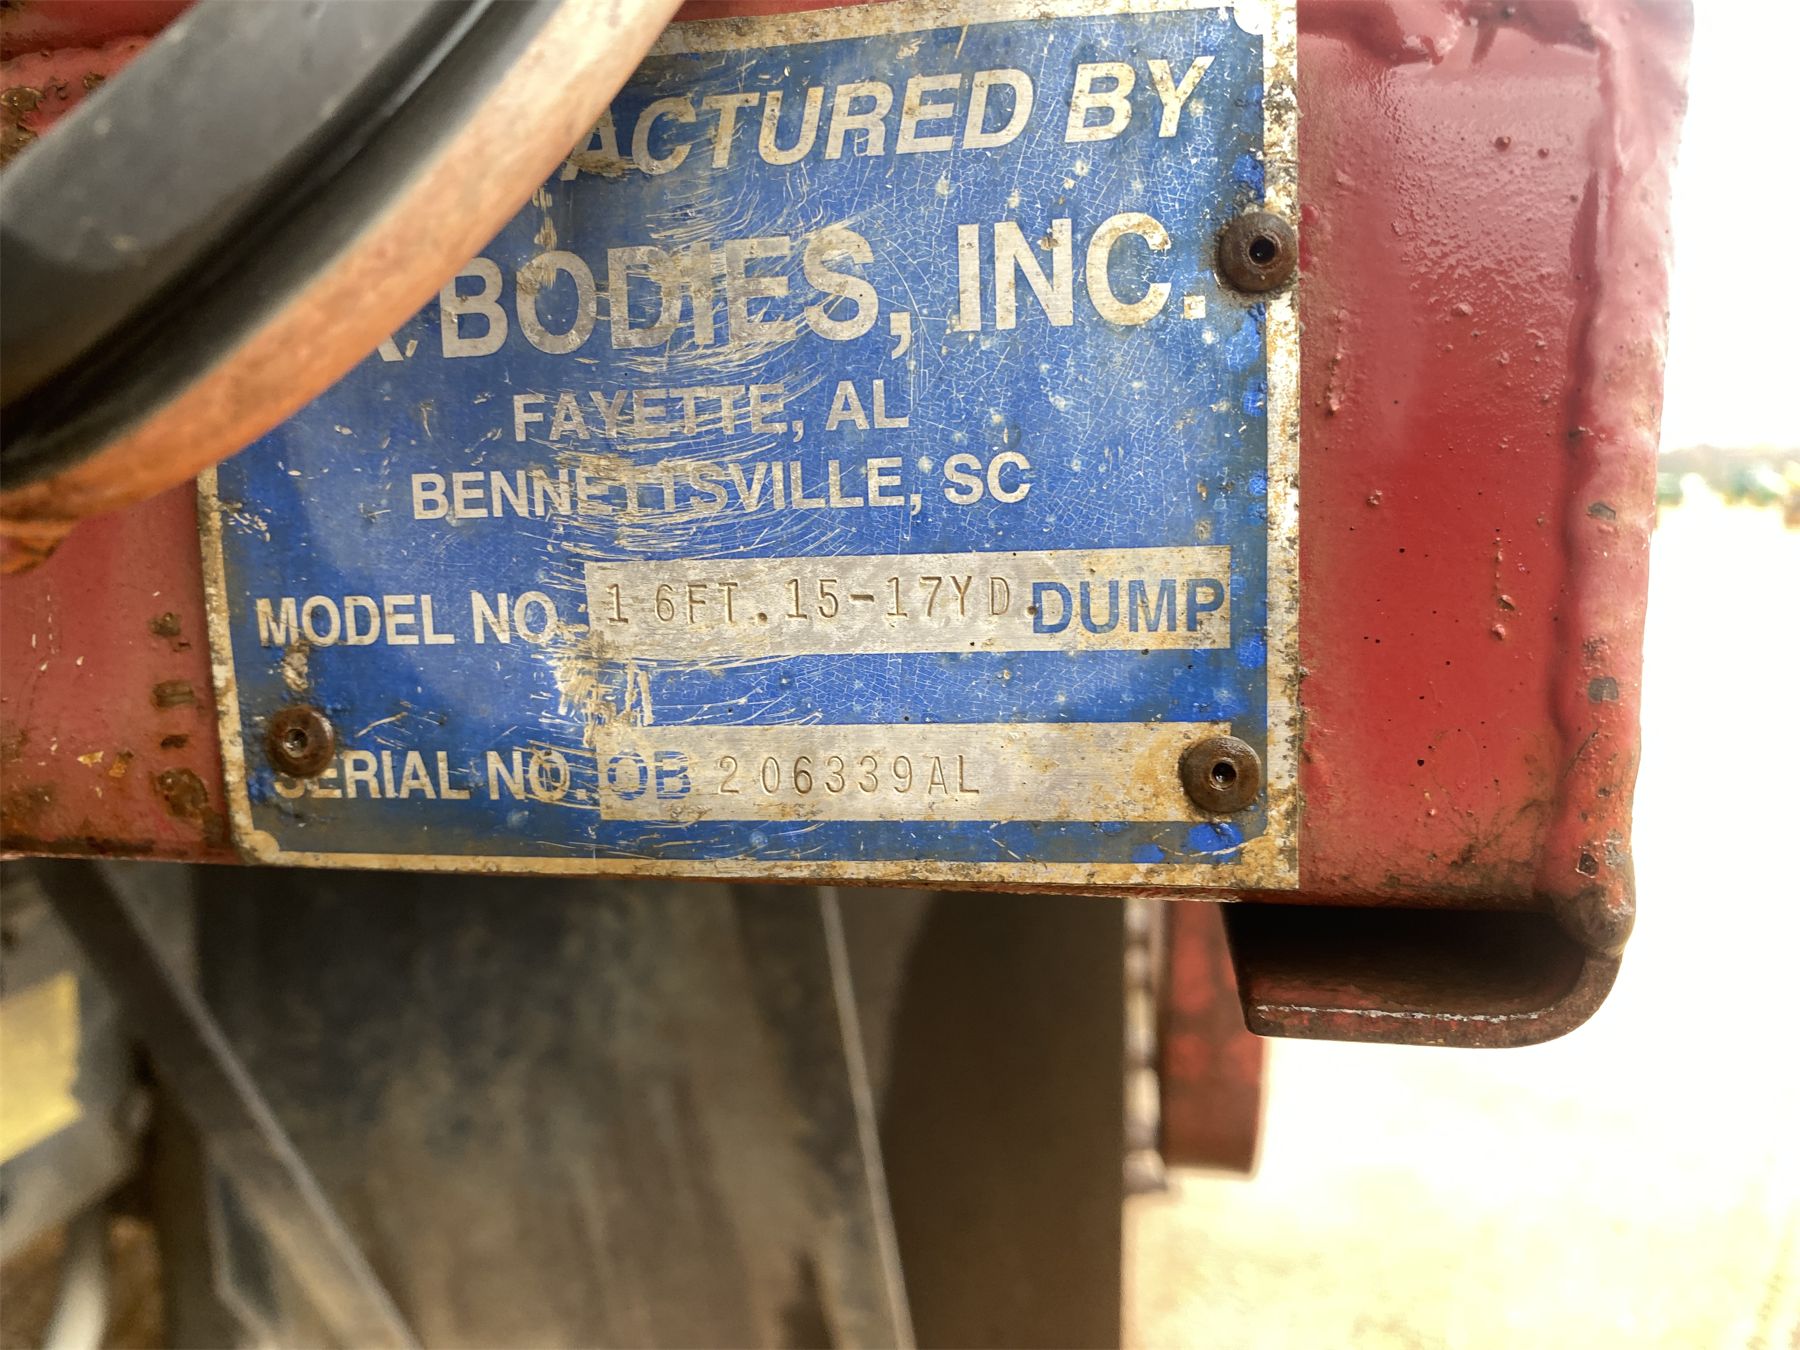 ACTURED BY
BODIES, INC.
FAYETTE, AL
BENNETTSVILLE, SC
MODEL NO. 16FT.15-17YD. DUMP
SERIAL NO. OB 206339AL